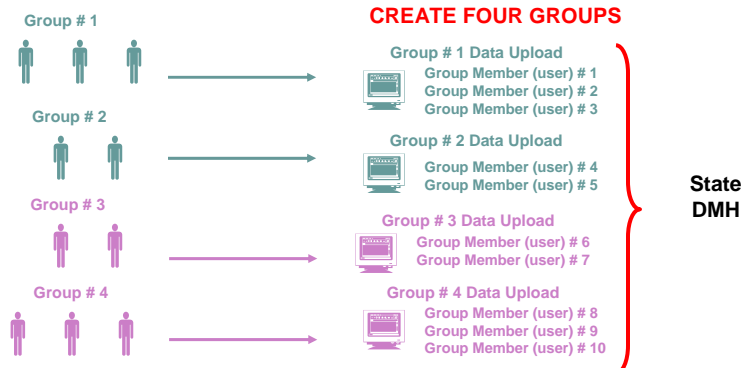 CREATE FOUR GROUPS
Group # 1
Group # 1 Data Upload
Group Member (user) # 1
Group Member (user) # 2
Group Member (user) # 3
Group # 2
Group # 2 Data Upload
Group Member (user) # 4
Group Member (user) # 5
State
DMH
Group # 3
Group # 3 Data Upload
Group Member (user) # 6
Group Member (user) # 7
Group # 4
Group # 4 Data Upload
Group Member (user) # 8
Group Member (user) # 9
Group Member (user) # 10